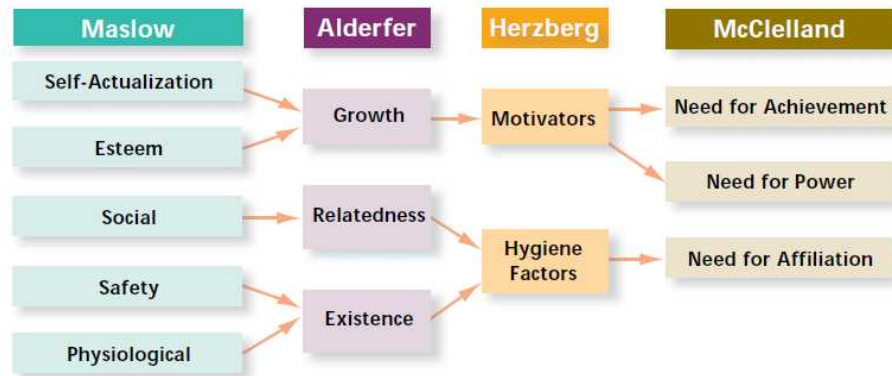 Maslow
Alderfer
Herzberg
McClelland
Self-Actualization
Esteem
Social
Safety
Physiological
Growth
Relatedness
Existence
Motivators
Hygiene
Factors
Need for Achievement
Need for Power
Need for Affiliation